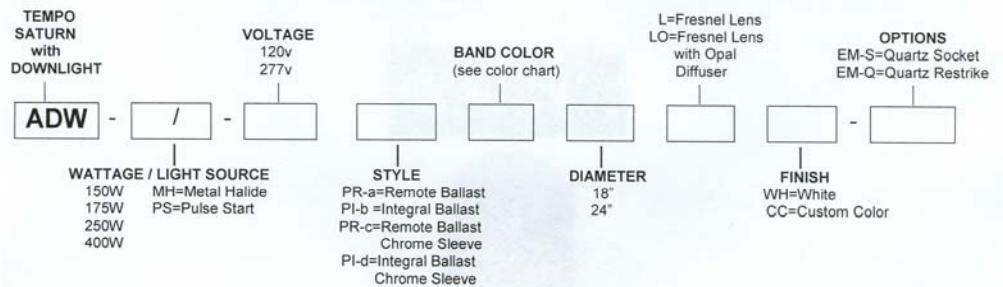 TEMPO
SATURN
with
DOWNLIGHT
VOLTAGE
120v
277v
BAND COLOR
(see color chart)
L=Fresnel Lens
LO=Fresnel Lens
with Opal
Diffuser
OPTIONS
EM-S=Quartz Socket
EM-Q=Quartz Restrike
ADW - / - -
WATTAGE / LIGHT SOURCE
150W MH=Metal Halide
175W PS=Pulse Start
250W
400W
STYLE
PR-a=Remote Ballast
PI-b =Integral Ballast
PR-c=Remote Ballast
Chrome Sleeve
PI-d=Integral Ballast
Chrome Sleeve
DIAMETER
18"
24"
FINISH
WH=White
CC=Custom Color